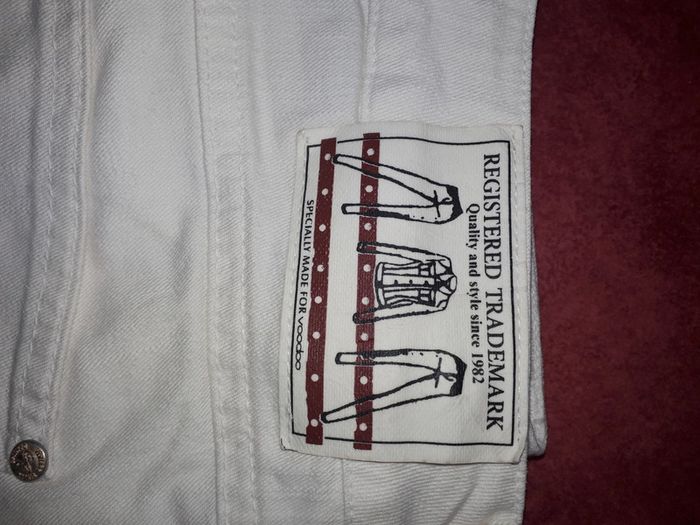 REGISTERED TRADEMARK
Quality and style since 1982
SPECIALLY MADE FOR voodoo